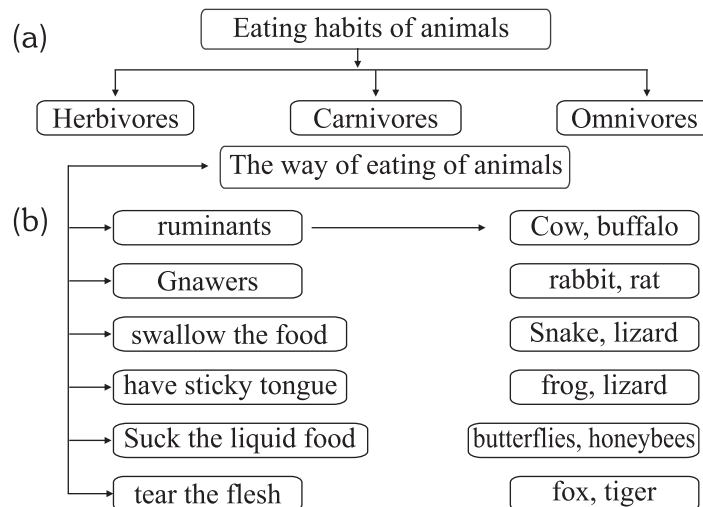 (a)
Eating habits of animals
Herbivores Carnivores Omnivores
The way of eating of animals
(b)
ruminants Cow, buffalo
Gnawers rabbit, rat
swallow the food Snake, lizard
have sticky tongue frog, lizard
Suck the liquid food butterflies, honeybees
tear the flesh fox, tiger